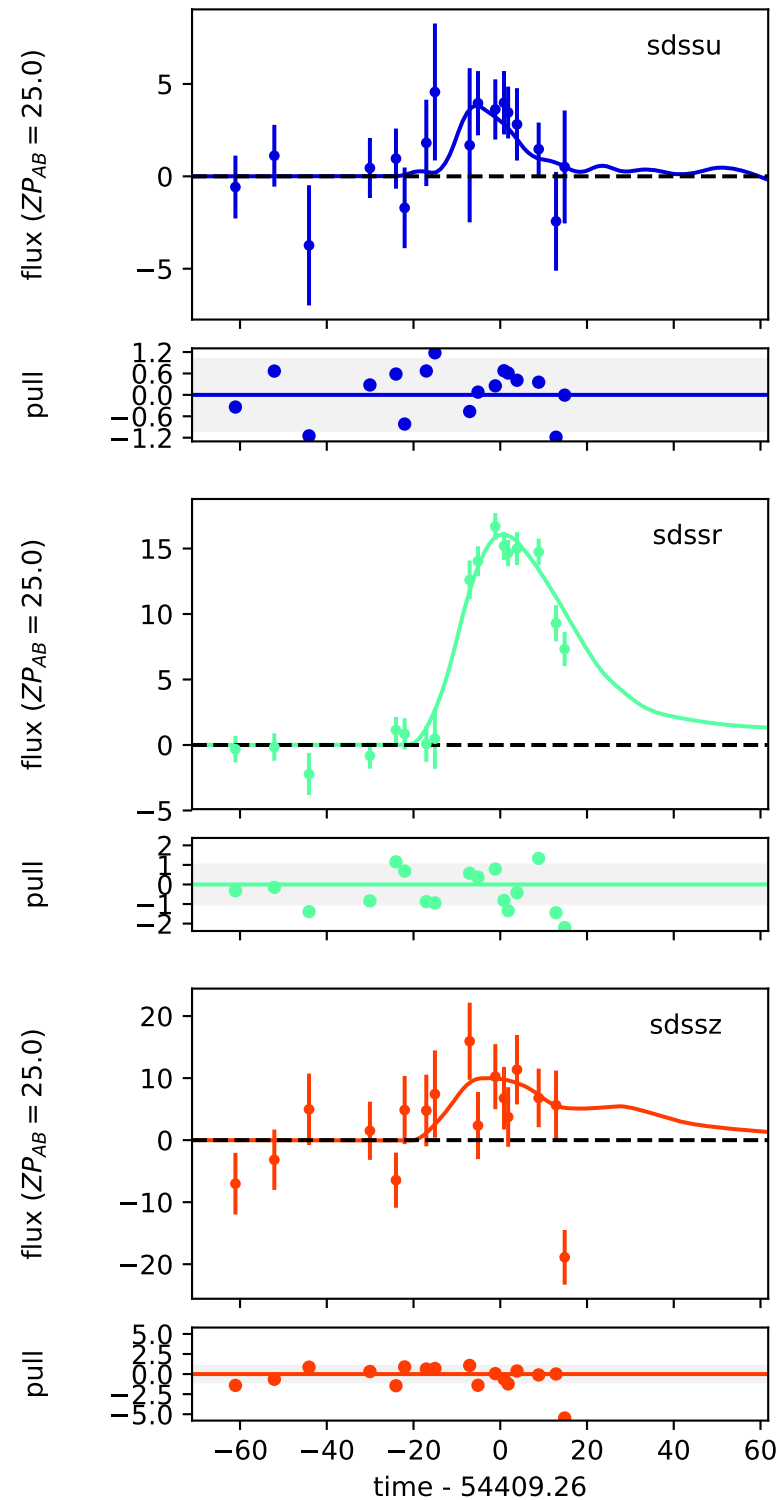 sdssu
flux (ZP_AB = 25.0)
5
0
−5
pull
1.2
0.6
0.0
−0.6
−1.2
sdssr
flux (ZP_AB = 25.0)
15
10
5
0
−5
pull
2
1
0
−1
−2
sdssz
flux (ZP_AB = 25.0)
20
10
0
−10
−20
pull
5.0
2.5
0.0
−2.5
−5.0
−60 −40 −20 0 20 40 60
time - 54409.26